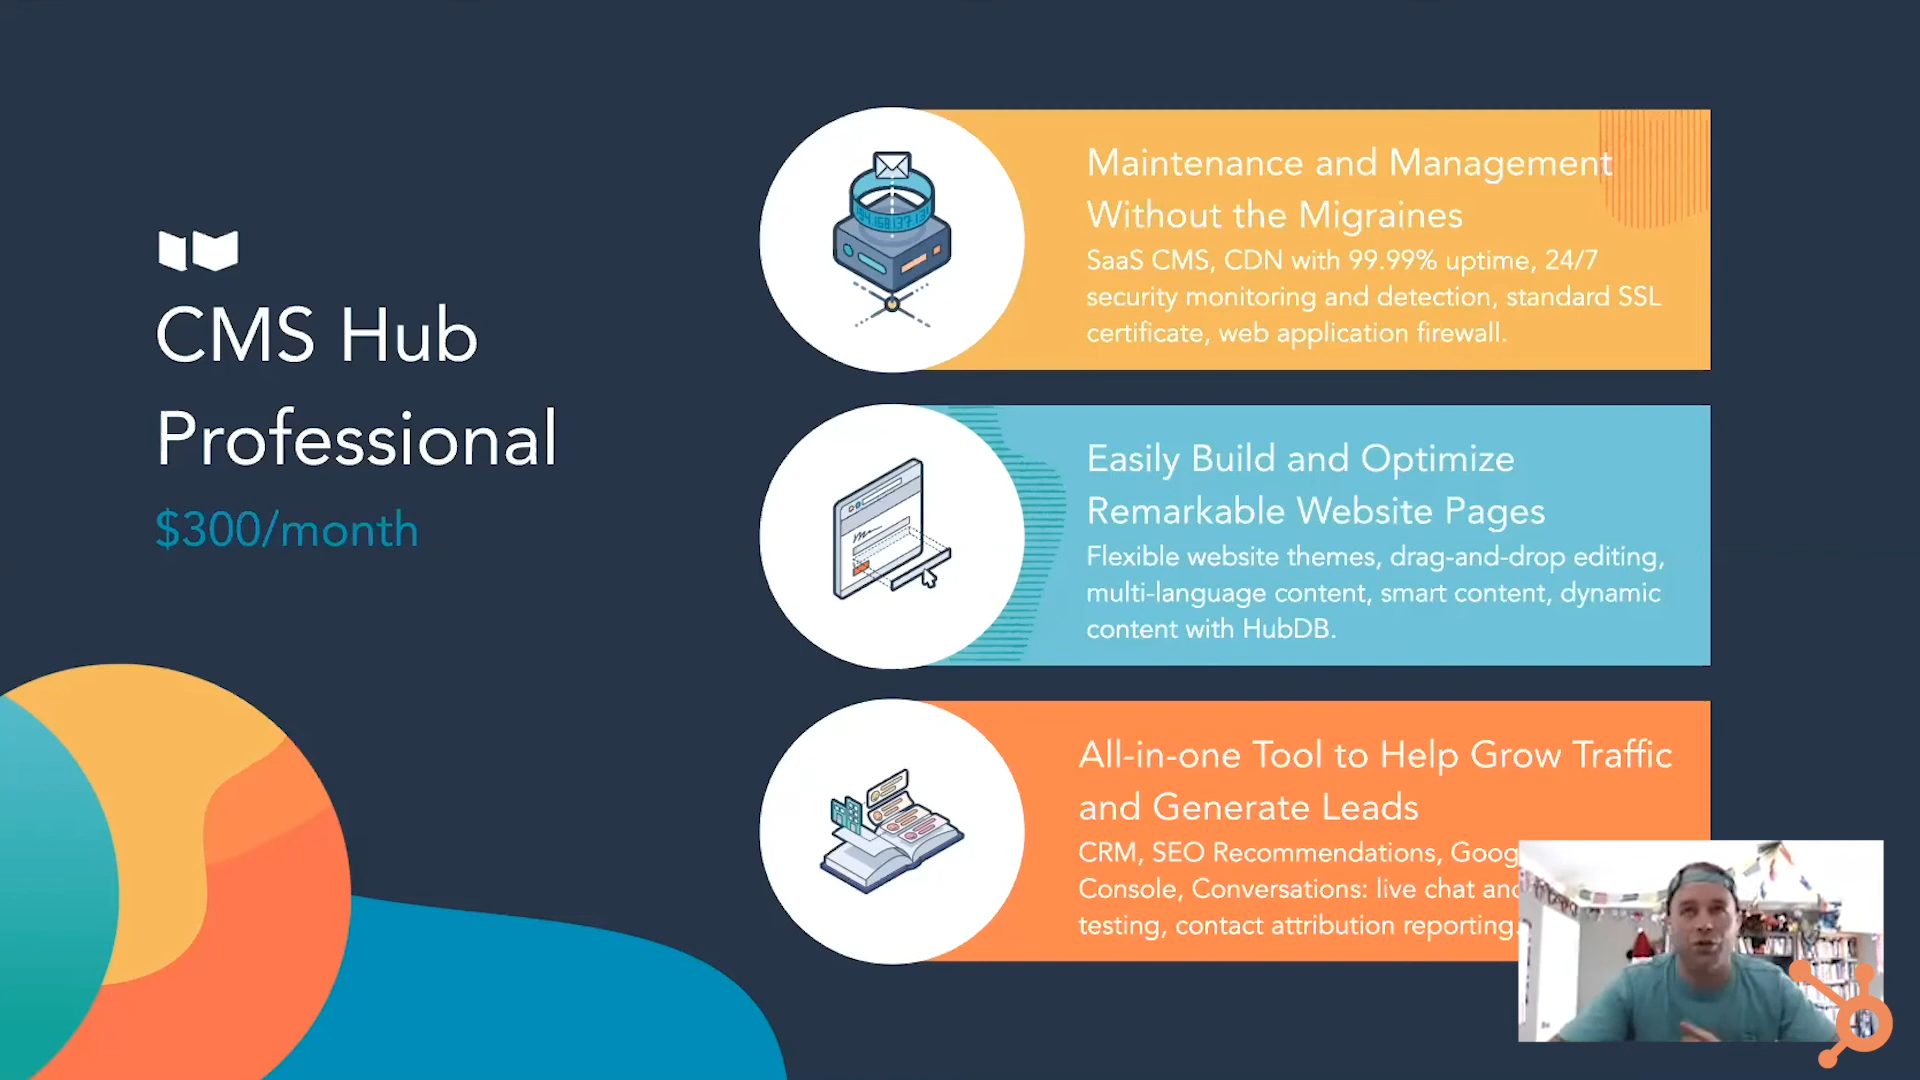 CMS Hub
Professional
$300/month
Maintenance and Management
Without the Migraines
SaaS CMS, CDN with 99.99% uptime, 24/7
security monitoring and detection, standard SSL
certificate, web application firewall.
Easily Build and Optimize
Remarkable Website Pages
Flexible website themes, drag-and-drop editing,
multi-language content, smart content, dynamic
content with HubDB.
All-in-one Tool to Help Grow Traffic
and Generate Leads
CRM, SEO Recommendations, Goog
Console, Conversations: live chat and
testing, contact attribution reporting.